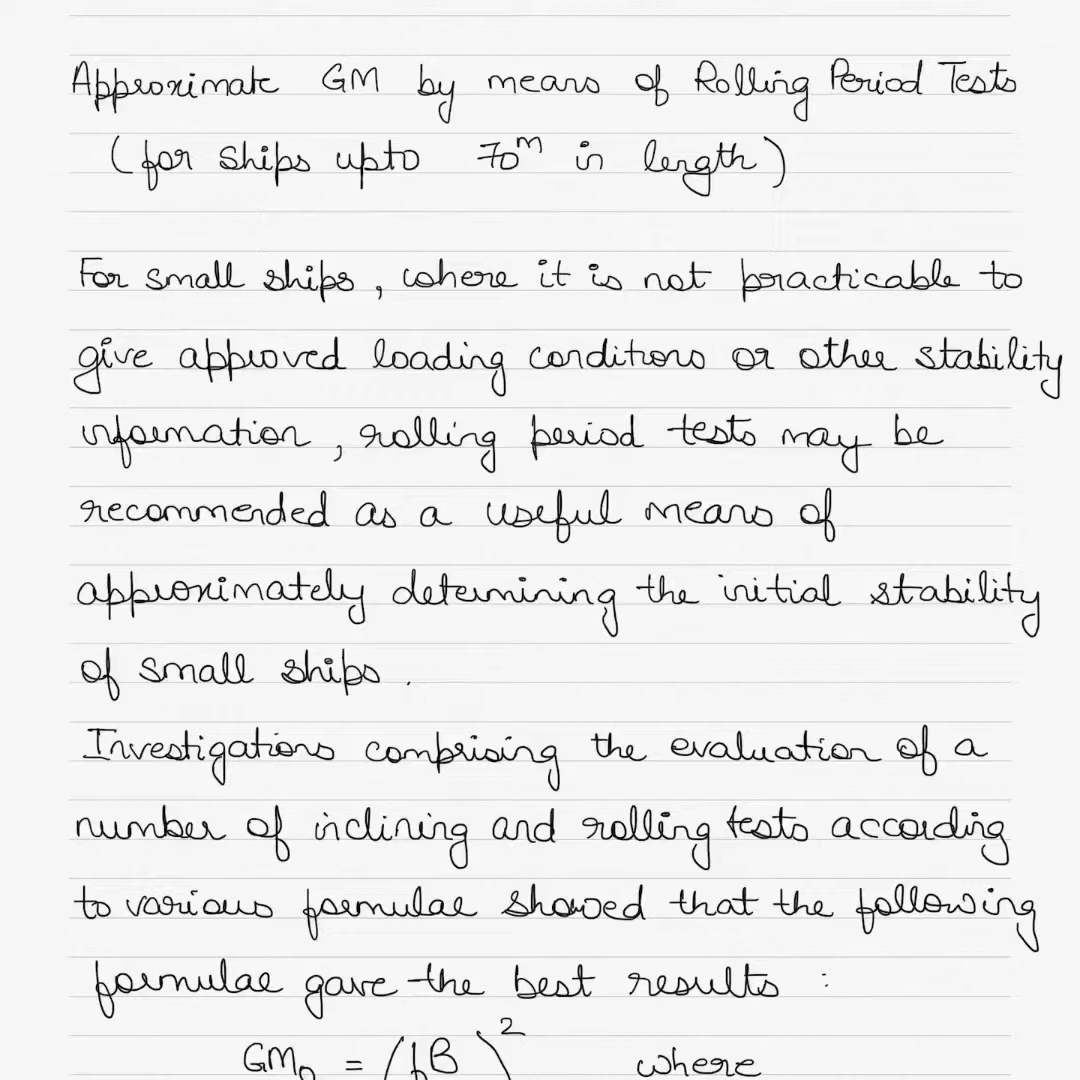 Approximate GM by means of Rolling Period Tests
(for ships upto 70m in length)
For small ships, where it is not practicable to
give approved loading conditions or other stability
information, rolling period tests may be
recommended as a useful means of
approximately determining the initial stability
of small ships.
Investigations comprising the evaluation of a
number of inclining and rolling tests according
to various formulae showed that the following
formulae gave the best results :
GM₀ = (fB )² where